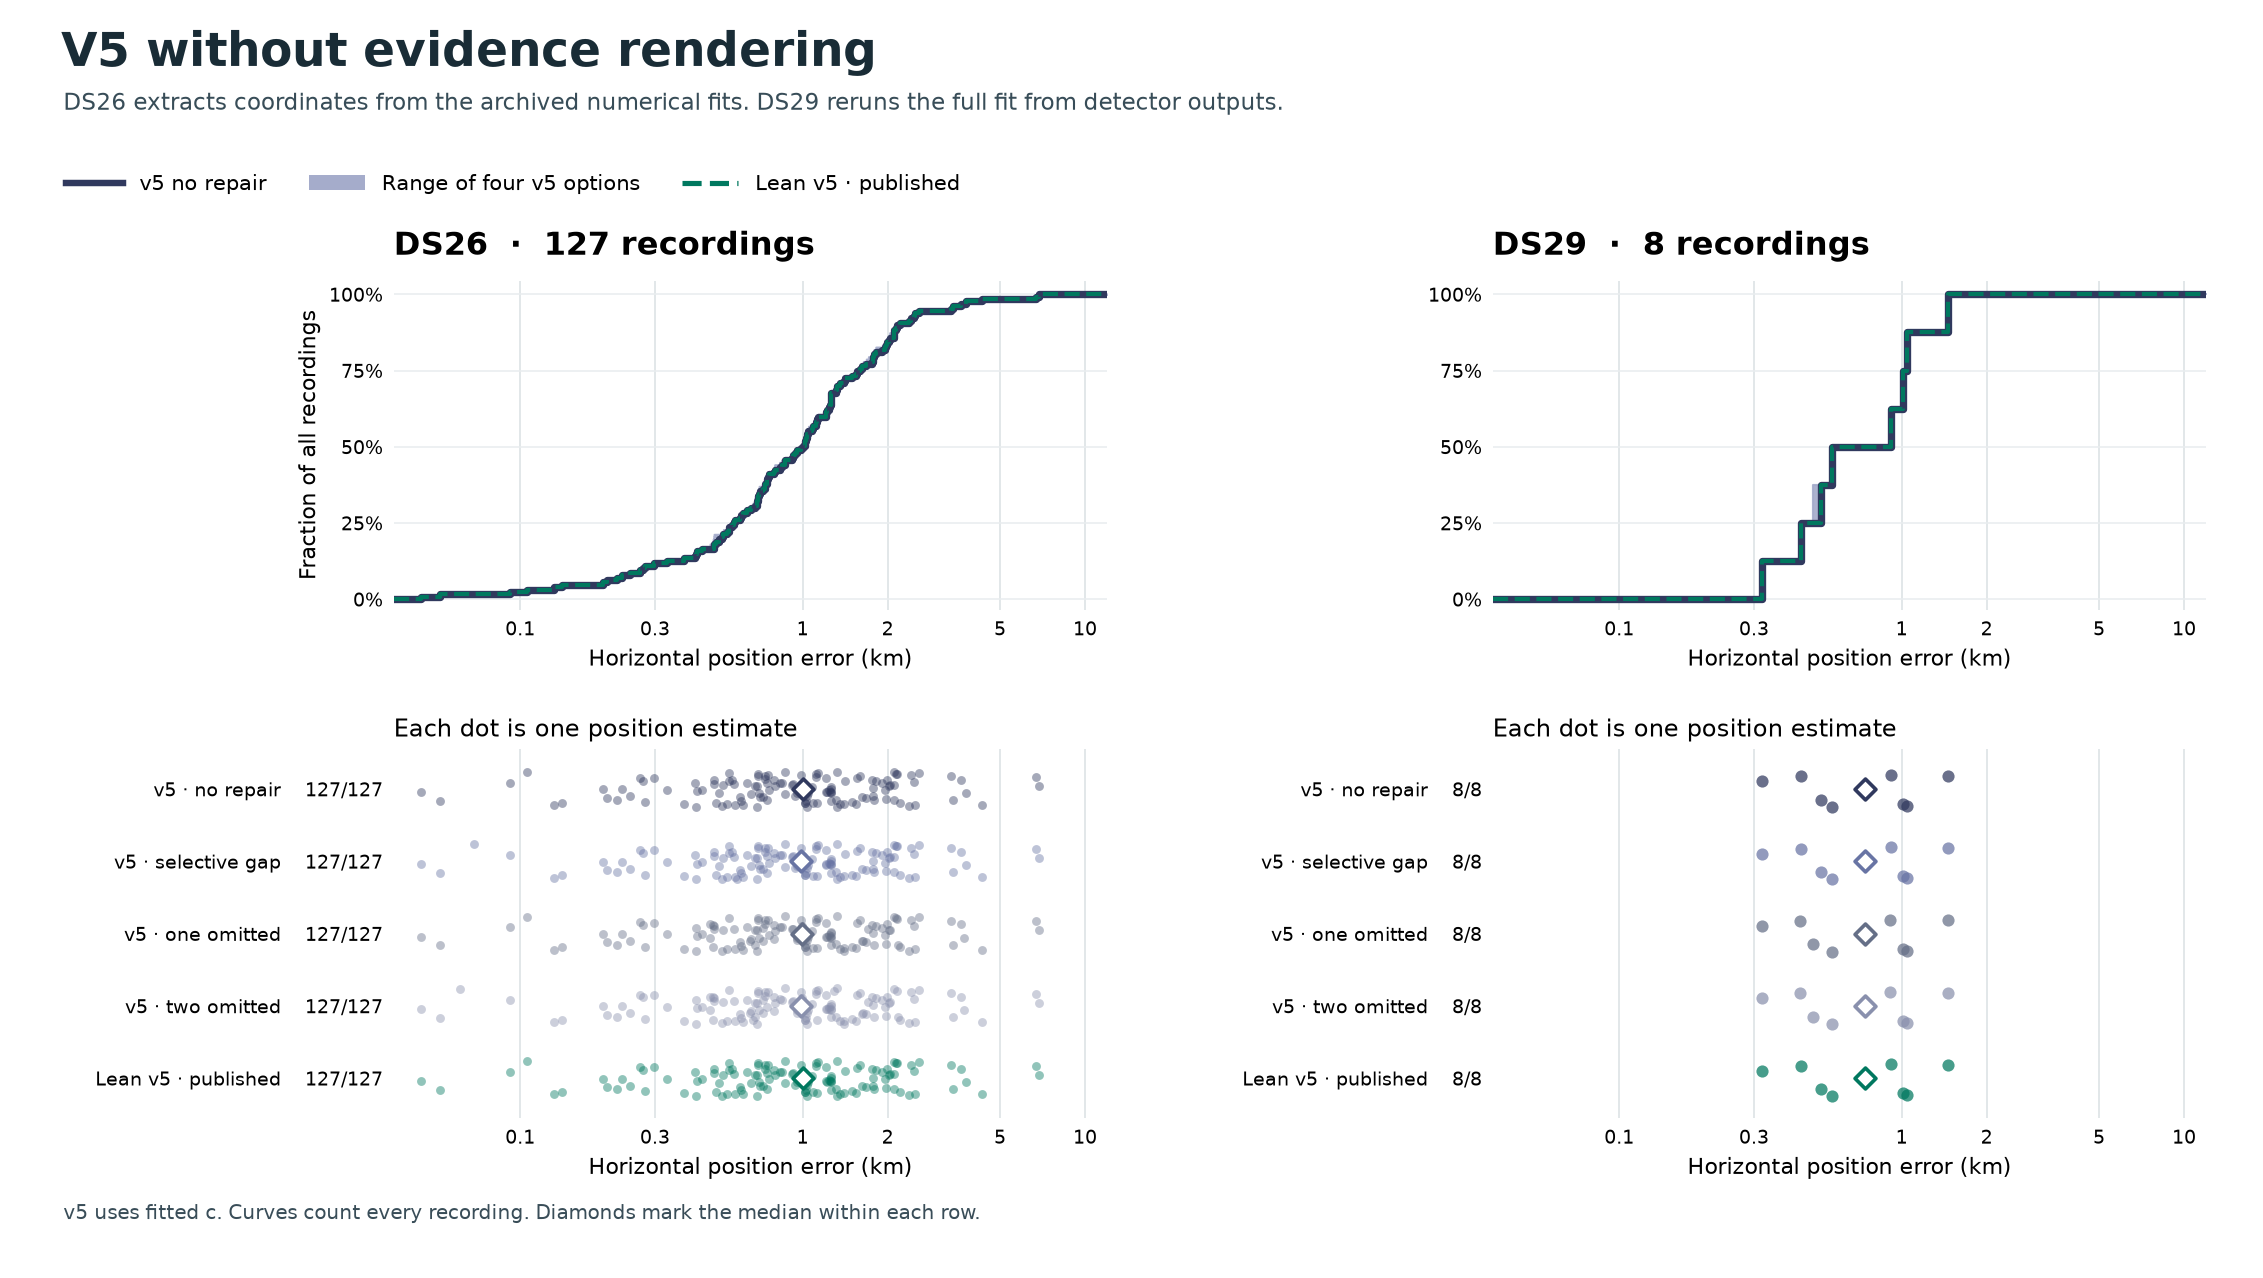 V5 without evidence rendering
DS26 extracts coordinates from the archived numerical fits. DS29 reruns the full fit from detector outputs.
v5 no repair
Range of four v5 options
Lean v5 · published
DS26 · 127 recordings
Fraction of all recordings
100%
75%
50%
25%
0%
0.1 0.3 1 2 5 10
Horizontal position error (km)
DS29 · 8 recordings
100%
75%
50%
25%
0%
0.1 0.3 1 2 5 10
Horizontal position error (km)
Each dot is one position estimate
v5 · no repair 127/127
v5 · selective gap 127/127
v5 · one omitted 127/127
v5 · two omitted 127/127
Lean v5 · published 127/127
0.1 0.3 1 2 5 10
Horizontal position error (km)
Each dot is one position estimate
v5 · no repair 8/8
v5 · selective gap 8/8
v5 · one omitted 8/8
v5 · two omitted 8/8
Lean v5 · published 8/8
0.1 0.3 1 2 5 10
Horizontal position error (km)
v5 uses fitted c. Curves count every recording. Diamonds mark the median within each row.